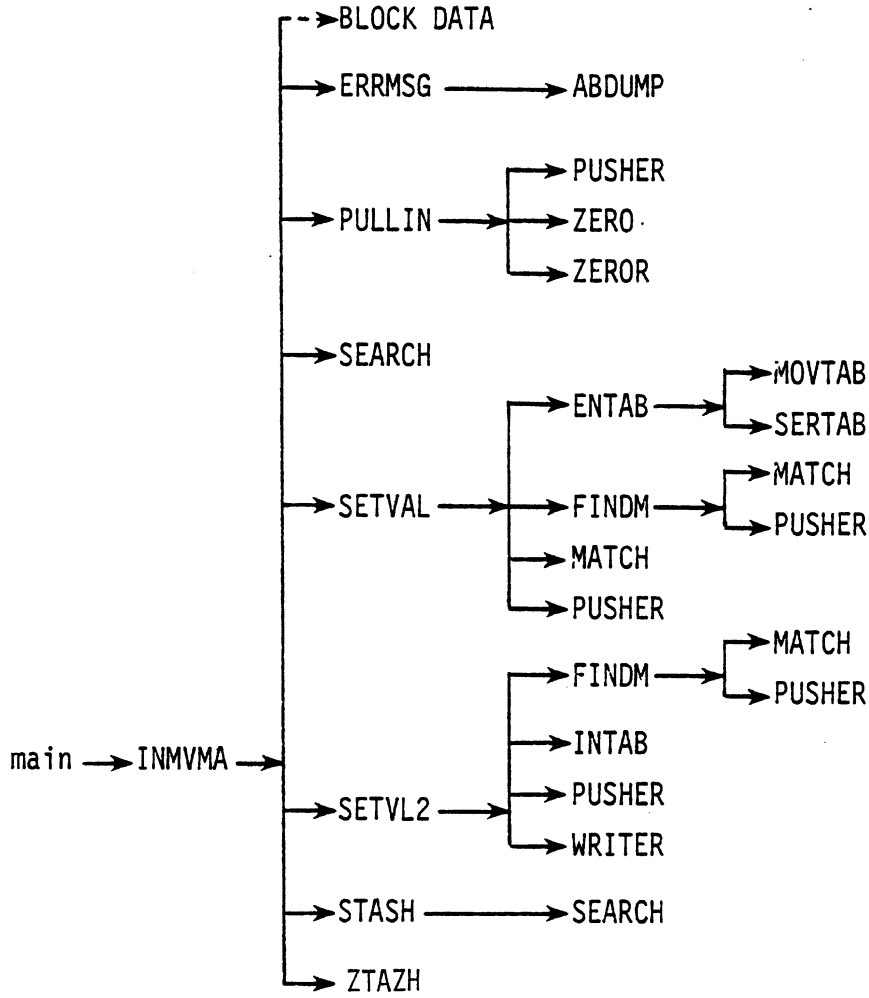 BLOCK DATA
ERRMSG ABDUMP
PUSHER
PULLIN ZERO
ZEROR
SEARCH
MOVTAB
ENTAB
SERTAB
MATCH
SETVAL FINDM
PUSHER
MATCH
PUSHER
MATCH
FINDM
PUSHER
main INMVMA INTAB
PUSHER
SETVL2
WRITER
STASH SEARCH
ZTAZH